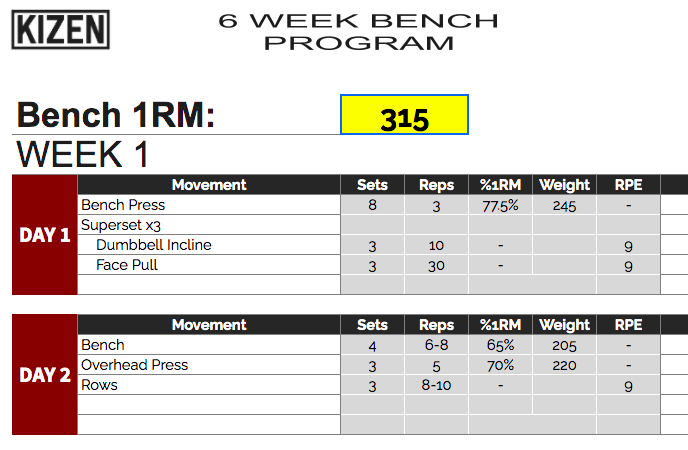 KIZEN
6 WEEK BENCH
PROGRAM
Bench 1RM: 315
WEEK 1
DAY 1
Movement Sets Reps %1RM Weight RPE
Bench Press 8 3 77.5% 245 -
Superset x3
Dumbbell Incline 3 10 - 9
Face Pull 3 30 - 9
DAY 2
Movement Sets Reps %1RM Weight RPE
Bench 4 6-8 65% 205 -
Overhead Press 3 5 70% 220 -
Rows 3 8-10 - 9